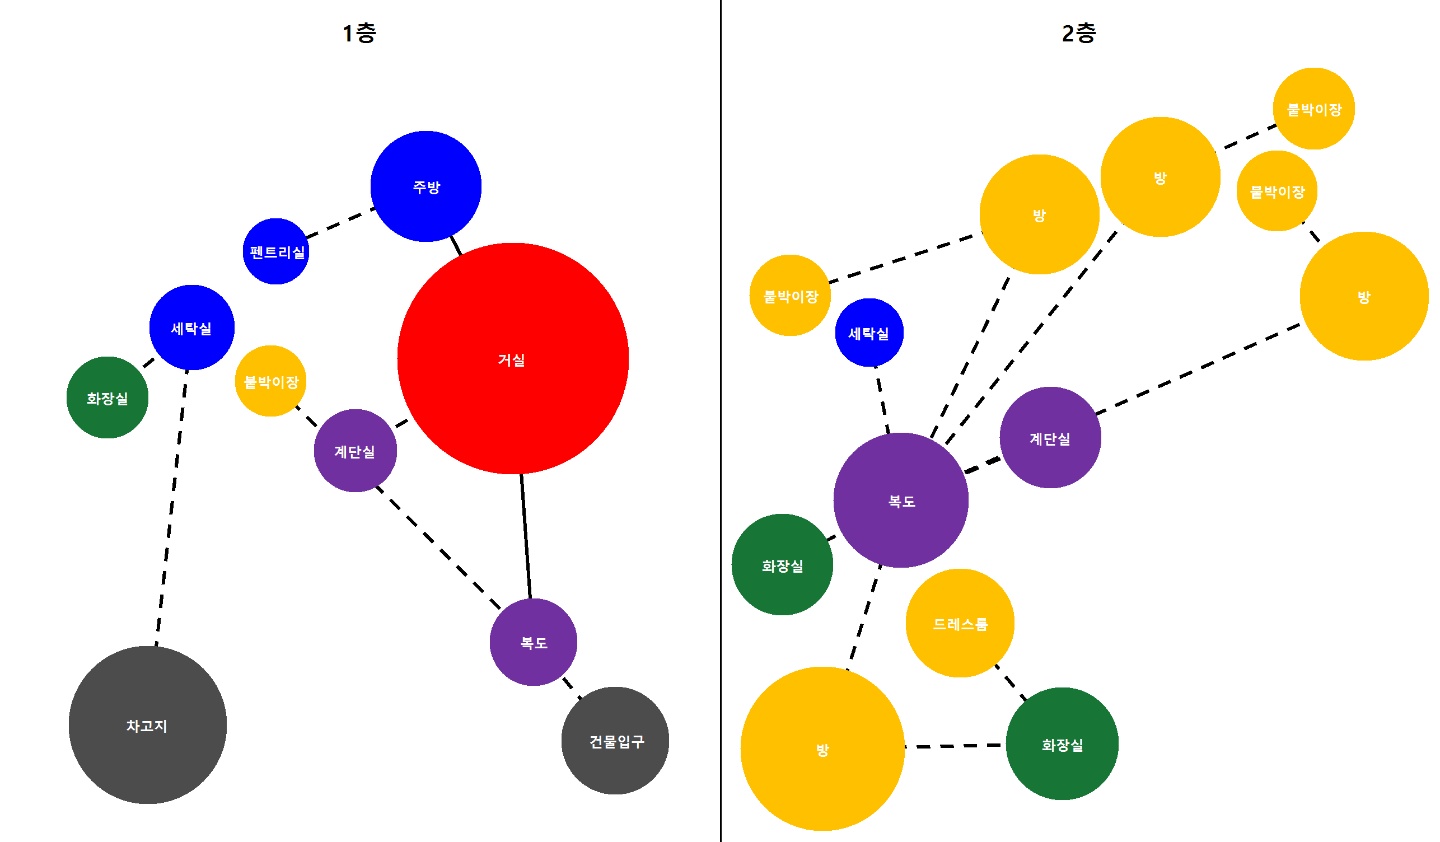 1층
주방
펜트리실
세탁실
거실
붙박이장
화장실
계단실
복도
차고지
건물입구
2층
붙박이장
방
붙박이장
방
붙박이장
방
세탁실
계단실
복도
화장실
드레스룸
방
화장실